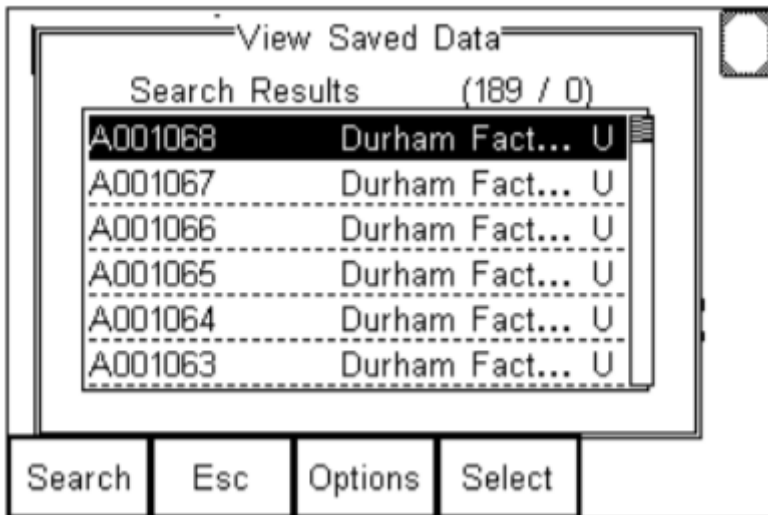 View Saved Data
Search Results (189 / 0)
A001068 Durham Fact... U
A001067 Durham Fact... U
A001066 Durham Fact... U
A001065 Durham Fact... U
A001064 Durham Fact... U
A001063 Durham Fact... U
Search Esc Options Select